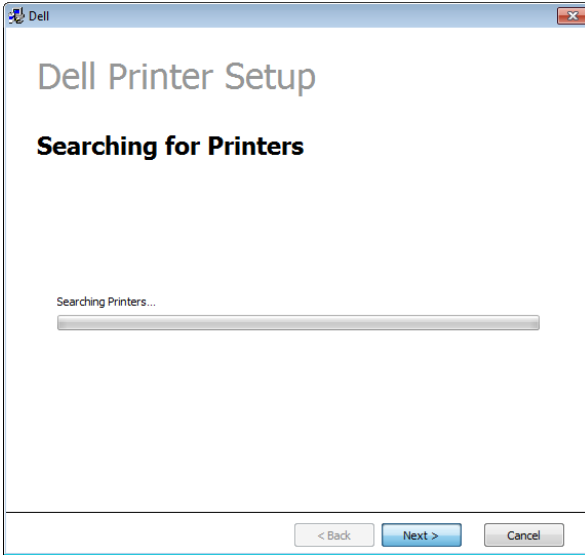 Dell
Dell Printer Setup
Searching for Printers
Searching Printers...
< Back Next > Cancel